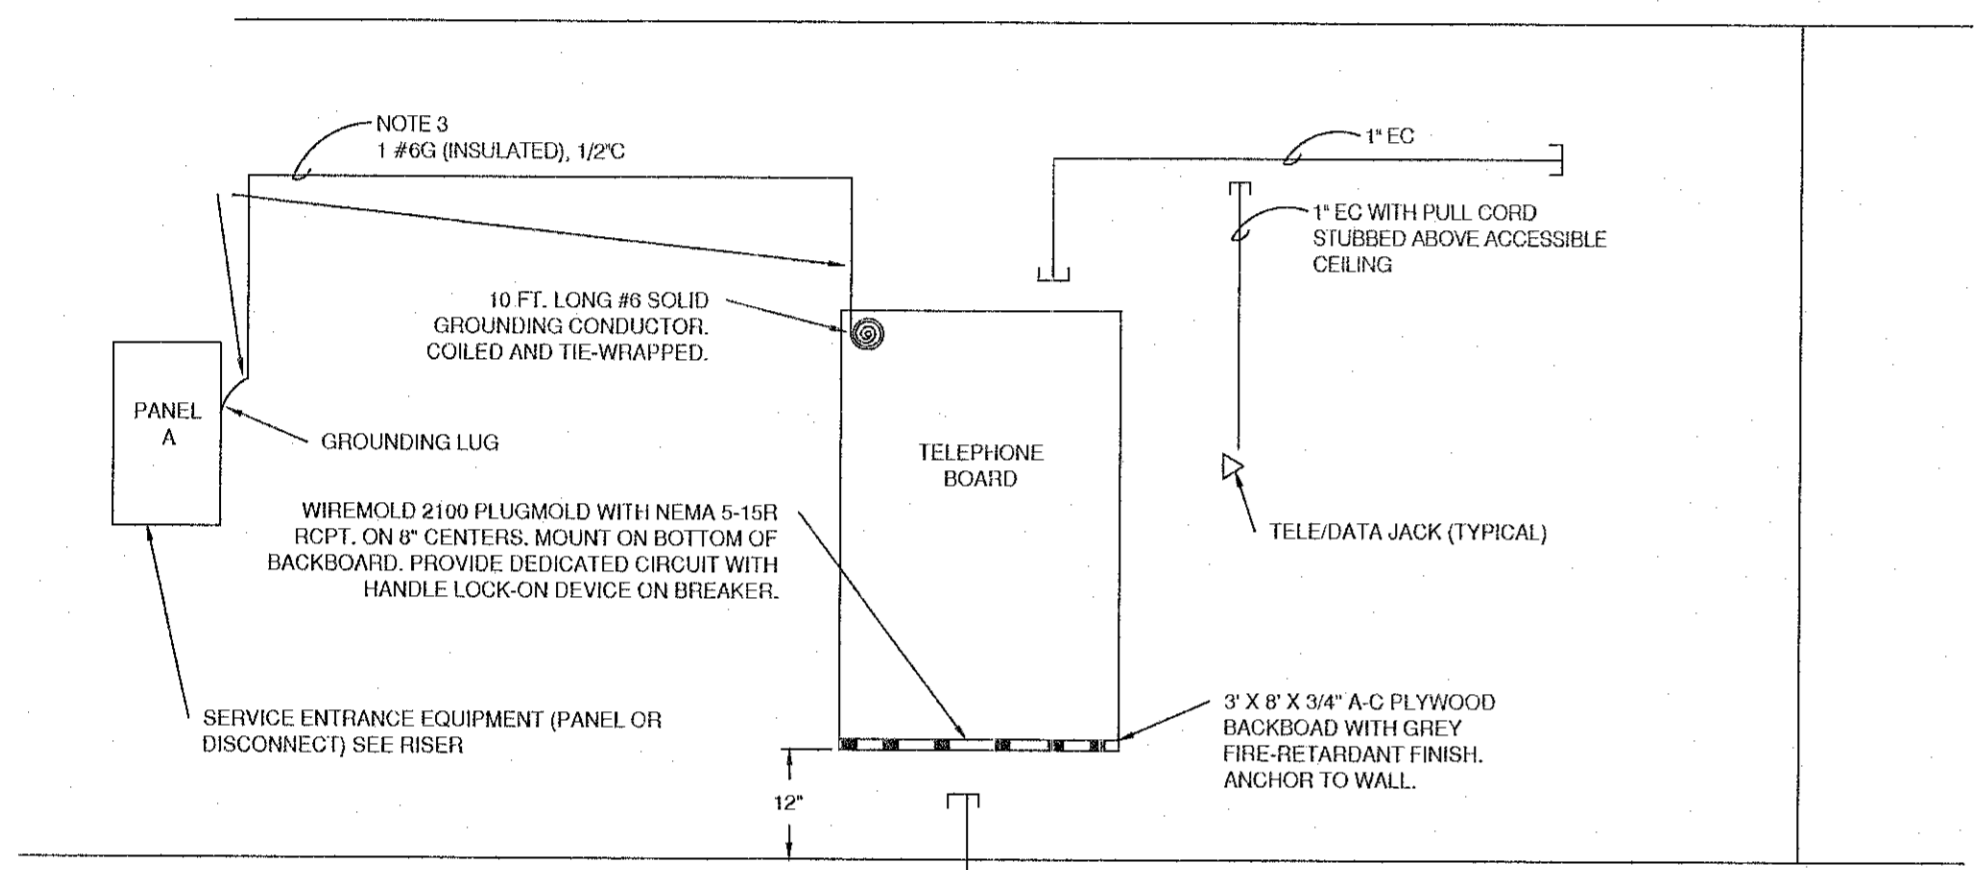 NOTE 3
1 #6G (INSULATED), 1/2"C
1" EC
1" EC WITH PULL CORD
STUBBED ABOVE ACCESSIBLE
CEILING
10 FT. LONG #6 SOLID
GROUNDING CONDUCTOR.
COILED AND TIE-WRAPPED.
PANEL
A
GROUNDING LUG
TELEPHONE
BOARD
WIREMOLD 2100 PLUGMOLD WITH NEMA 5-15R
RCPT. ON 8" CENTERS. MOUNT ON BOTTOM OF
BACKBOARD. PROVIDE DEDICATED CIRCUIT WITH
HANDLE LOCK-ON DEVICE ON BREAKER.
TELE/DATA JACK (TYPICAL)
SERVICE ENTRANCE EQUIPMENT (PANEL OR
DISCONNECT) SEE RISER
3' X 8' X 3/4" A-C PLYWOOD
BACKBOAD WITH GREY
FIRE-RETARDANT FINISH.
ANCHOR TO WALL.
12"